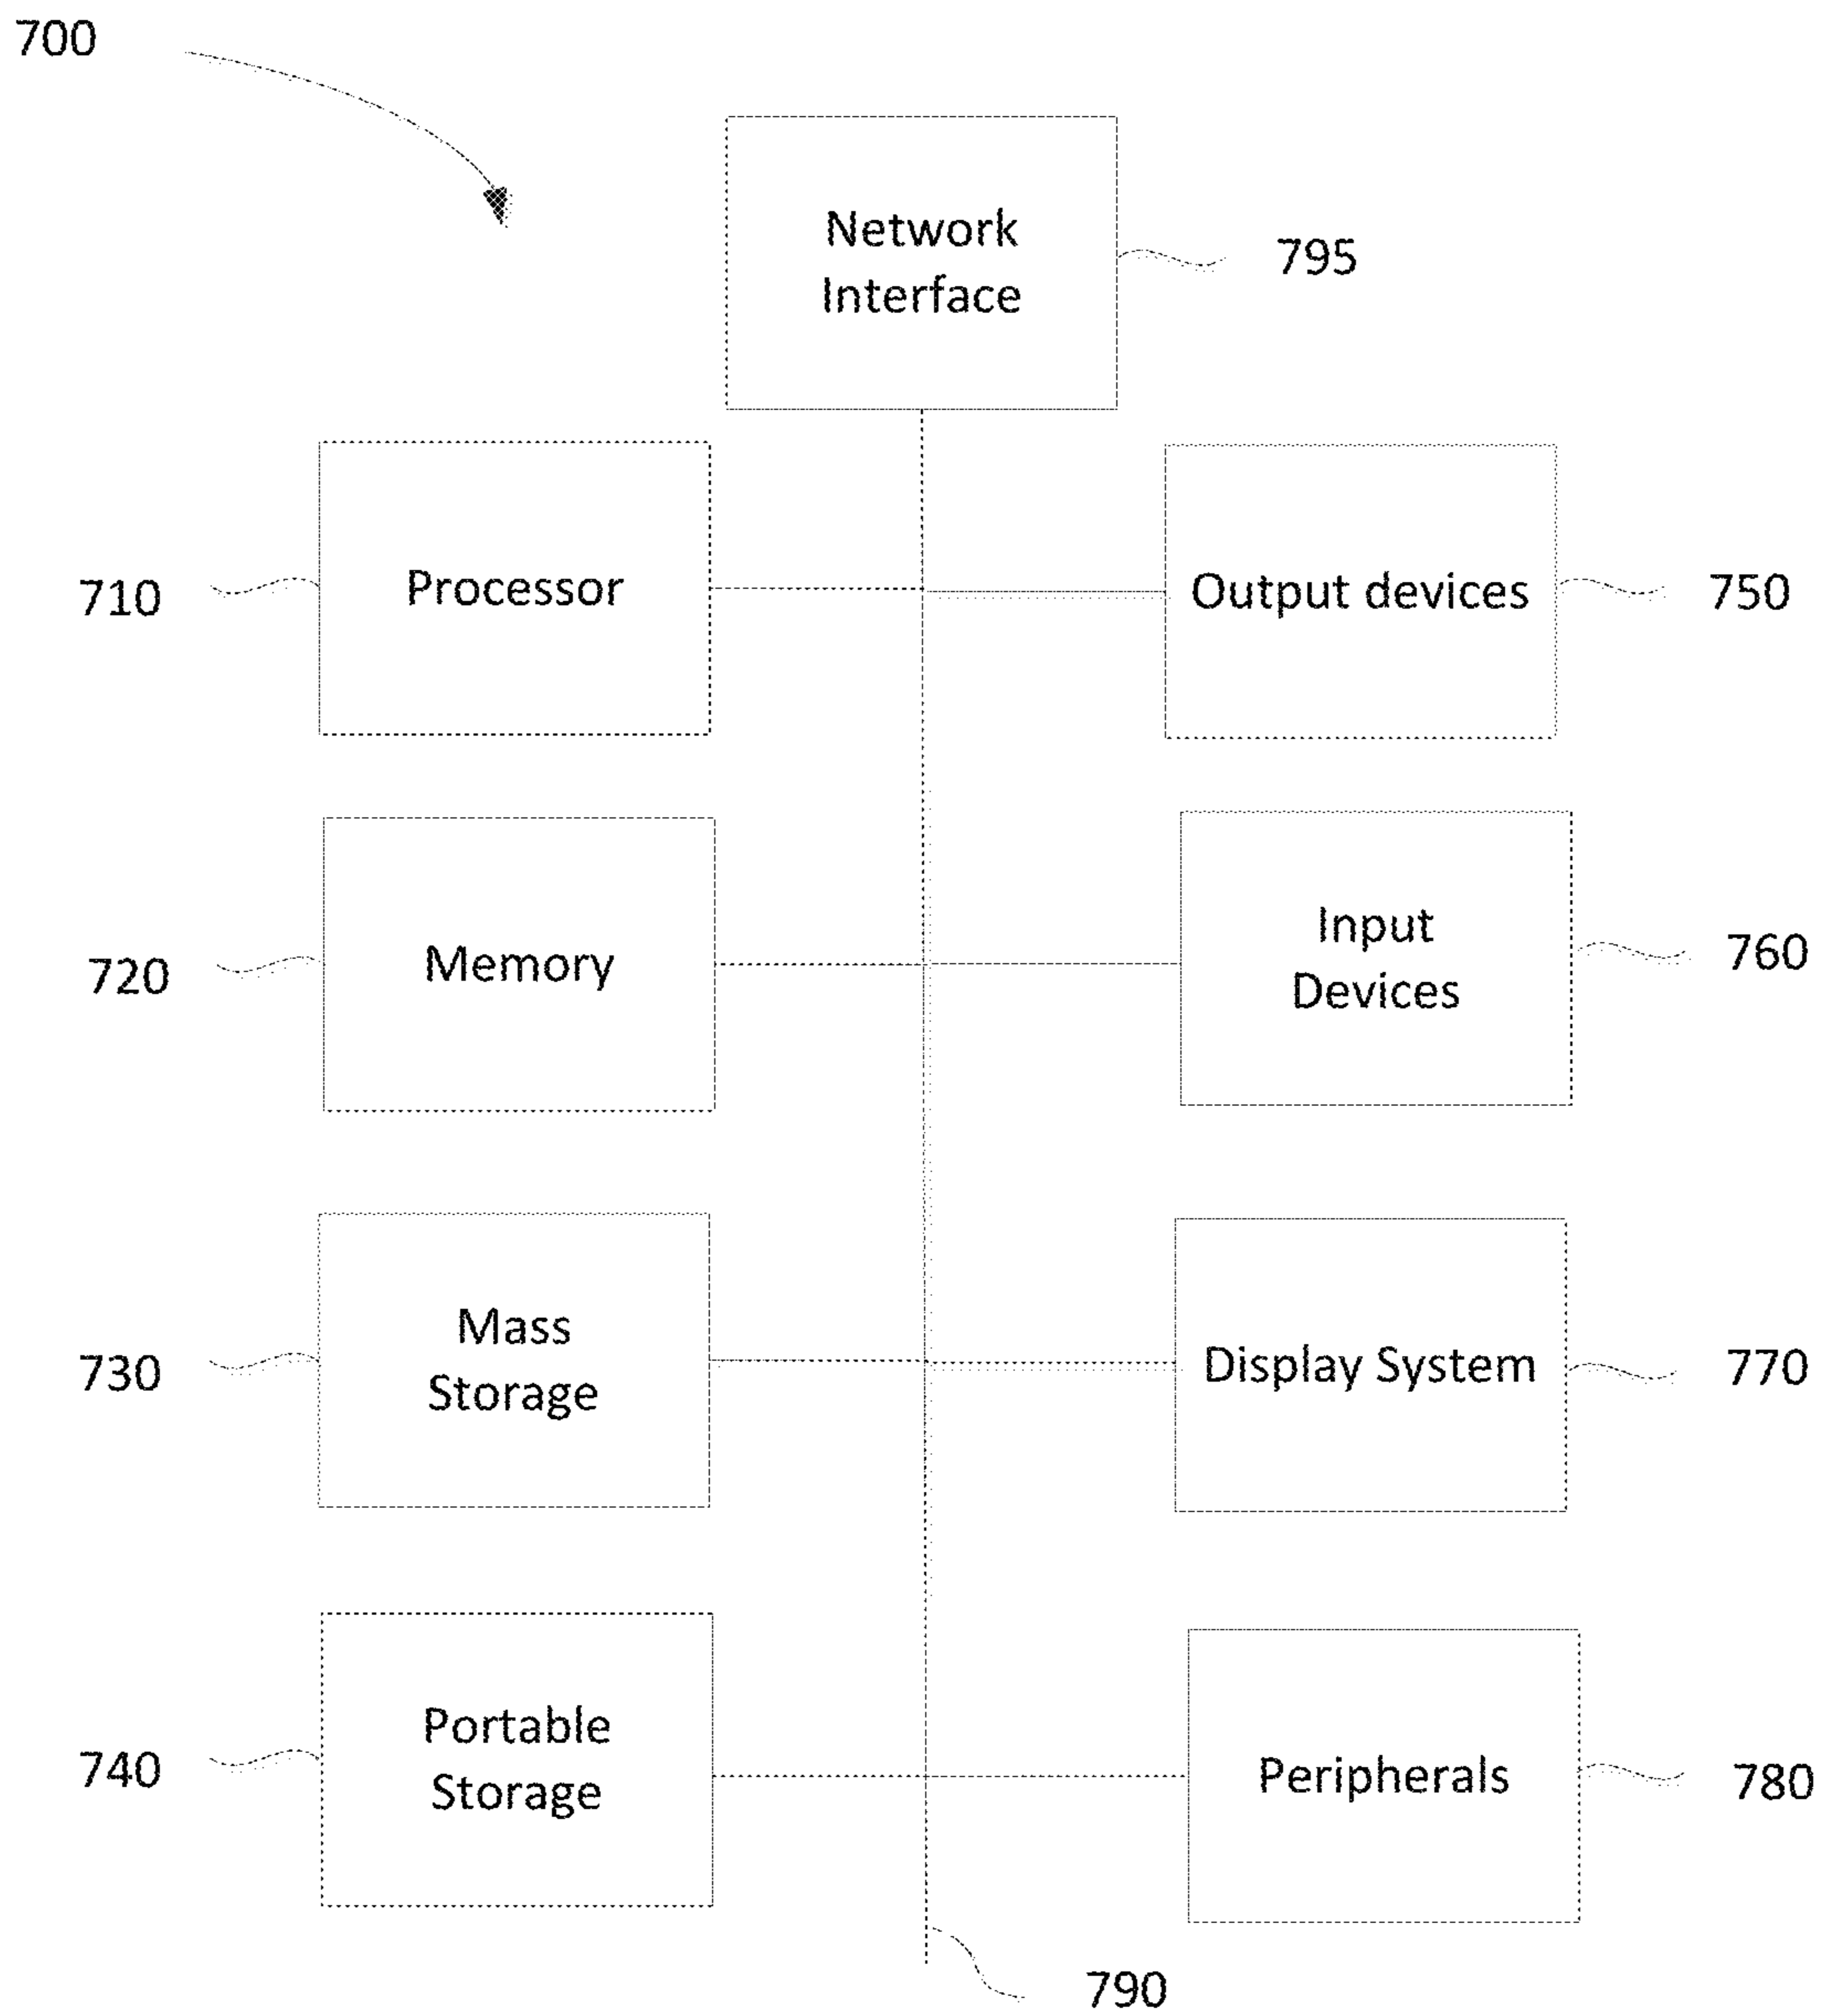 700
Network
Interface
795
710
Processor
Output devices
750
720
Memory
Input
Devices
760
730
Mass
Storage
Display System
770
740
Portable
Storage
Peripherals
780
790